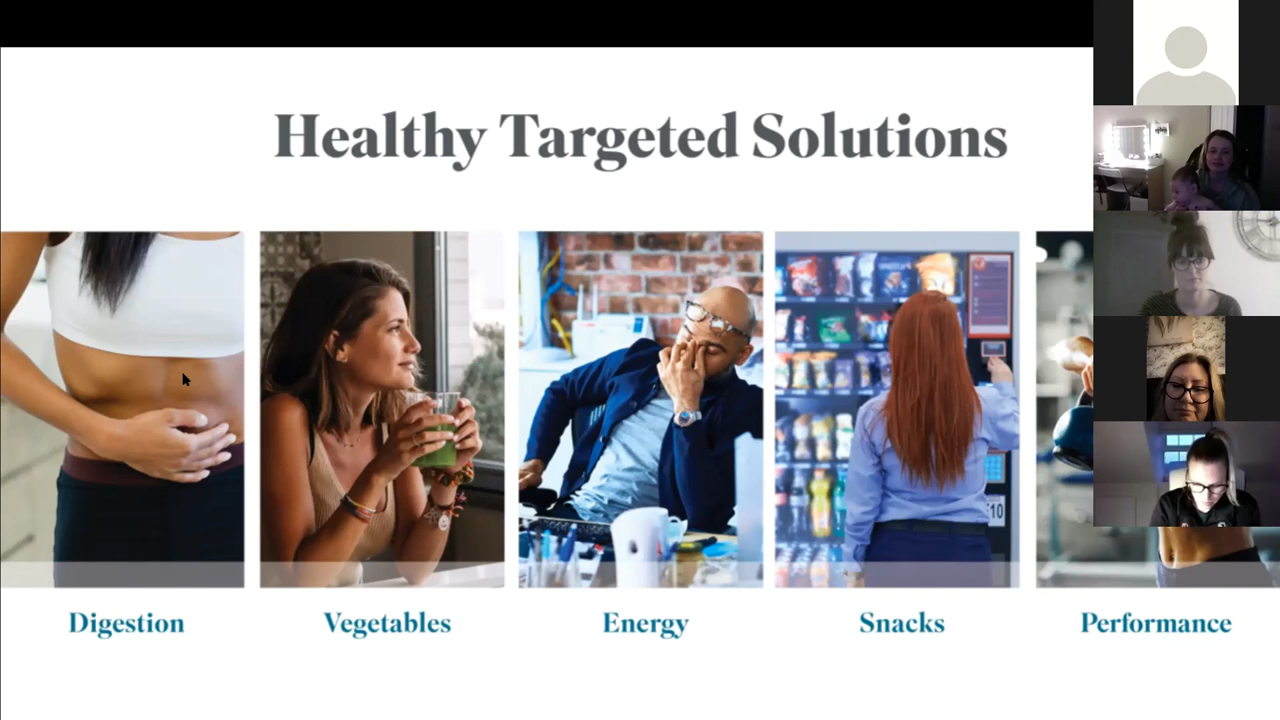 Healthy Targeted Solutions
Digestion
Vegetables
Energy
Snacks
Performance